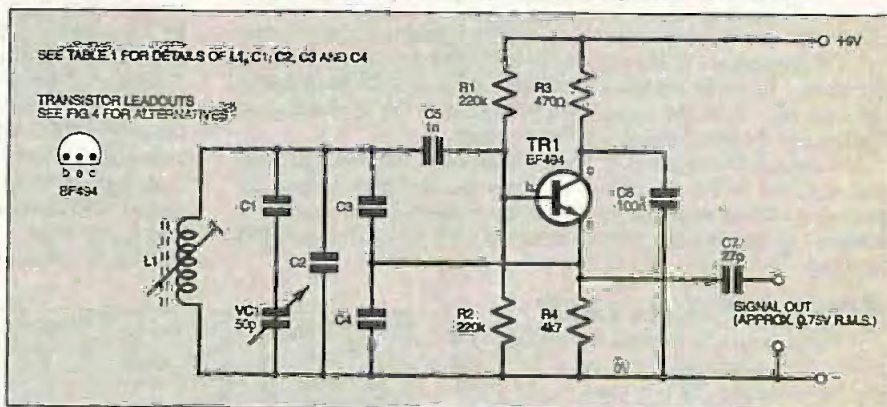 SEE TABLE.1 FOR DETAILS OF L1, C1, C2, C3 AND C4
TRANSISTOR LEADOUTS
SEE FIG.4 FOR ALTERNATIVES
b e c
BF494
L1
C1
VC1
50p
C2
C3
C4
C5
1n
R1
220k
R3
470Ω
TR1
BF494
b
c
e
R2
220k
R4
4k7
C6
100n
C7
27p
SIGNAL OUT
(APPROX. 0.75V R.M.S.)
0V